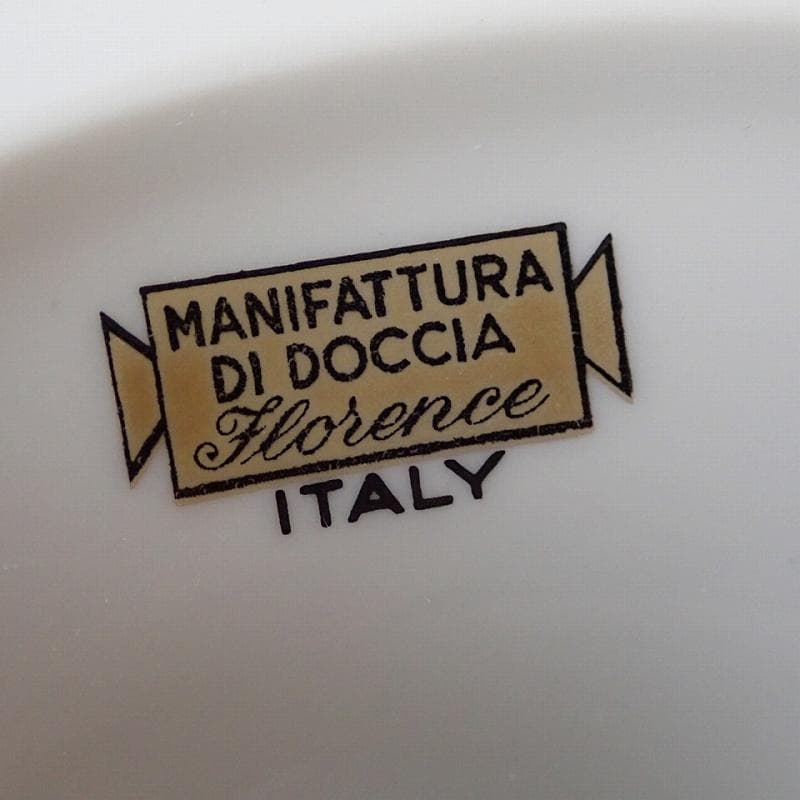 MANIFATTURA
DI DOCCIA
Florence
ITALY